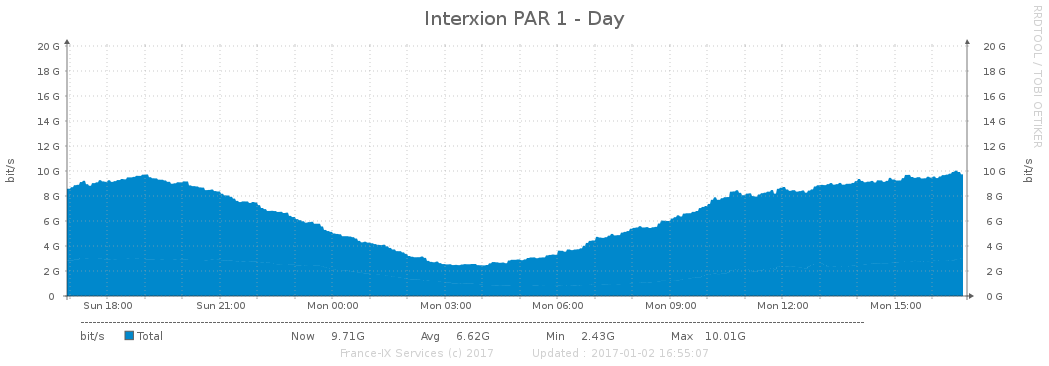 Interxion PAR 1 - Day
RRDTOOL / TOBI OETIKER
bit/s
20 G 20 G
18 G 18 G
16 G 16 G
14 G 14 G
12 G 12 G
10 G 10 G
8 G 8 G
6 G 6 G
4 G 4 G
2 G 2 G
0 0 G
bit/s
Sun 18:00 Sun 21:00 Mon 00:00 Mon 03:00 Mon 06:00 Mon 09:00 Mon 12:00 Mon 15:00
bit/s Total Now 9.71G Avg 6.62G Min 2.43G Max 10.01G
France-IX Services (c) 2017 Updated : 2017-01-02 16:55:07